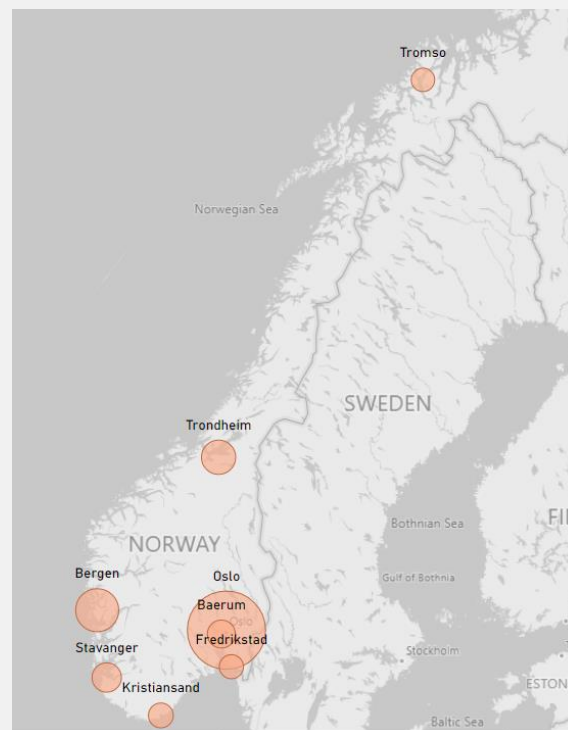 Tromso
Norwegian Sea
SWEDEN
Trondheim
Bothnian Sea
NORWAY
Bergen
Oslo
Gulf of Bothnia
Baerum
Oslo
Fredrikstad
Stavanger
Stockholm
Kristiansand
Baltic Sea